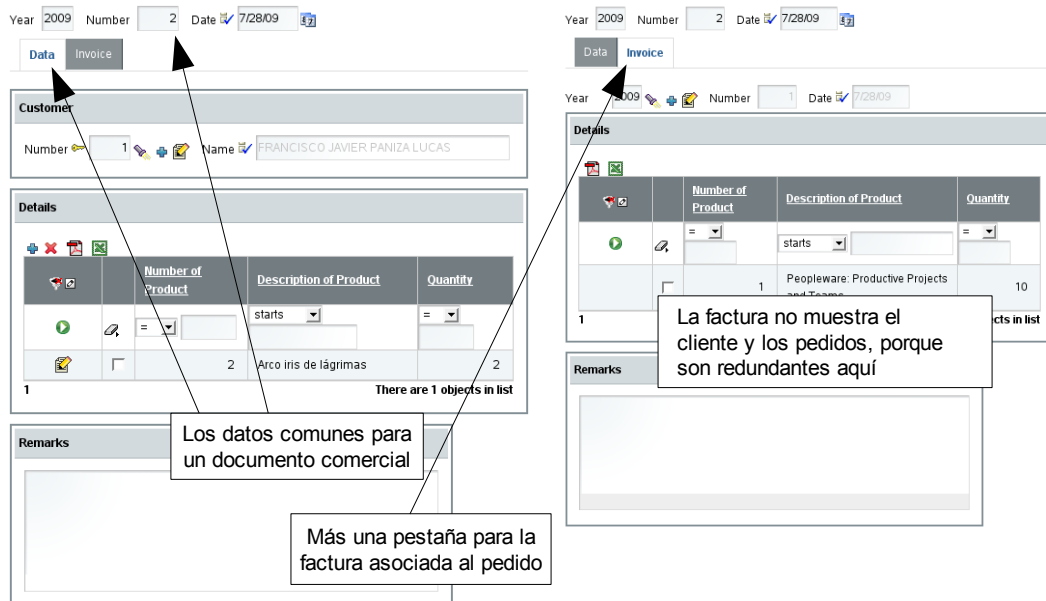 Year 2009 Number 2 Date 7/28/09
Data Invoice
Customer
Number 1 Name FRANCISCO JAVIER PANIZA LUCAS
Details
Number of Product Description of Product Quantity
= starts =
2 Arco iris de lágrimas 2
1 There are 1 objects in list
Remarks
Los datos comunes para
un documento comercial
Más una pestaña para la
factura asociada al pedido
Year 2009 Number 2 Date 7/28/09
Data Invoice
Year 2009 Number 1 Date 7/28/09
Details
Number of Product Description of Product Quantity
= starts =
1 Peopleware: Productive Projects and Teams 10
1 cts in list
La factura no muestra el
cliente y los pedidos, porque
son redundantes aquí
Remarks